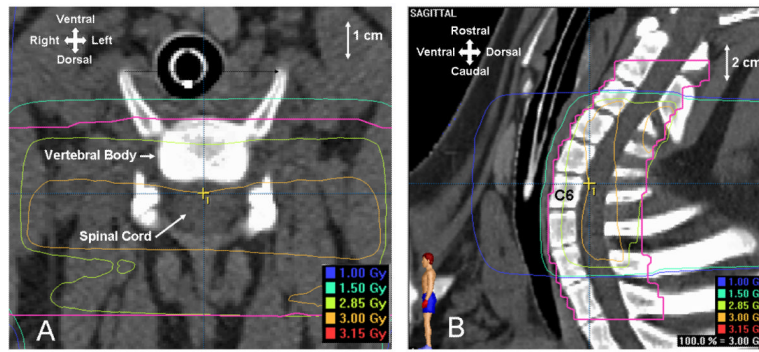 Ventral
Right Left
Dorsal
1 cm
Vertebral Body
Spinal Cord
I
1.00 Gy
1.50 Gy
2.85 Gy
3.00 Gy
3.15 Gy
A
SAGITTAL
Rostral
Ventral Dorsal
Caudal
2 cm
C6
I
1.00 Gy
1.50 Gy
2.85 Gy
3.00 Gy
3.15 Gy
100.0 % = 3.00 G
B